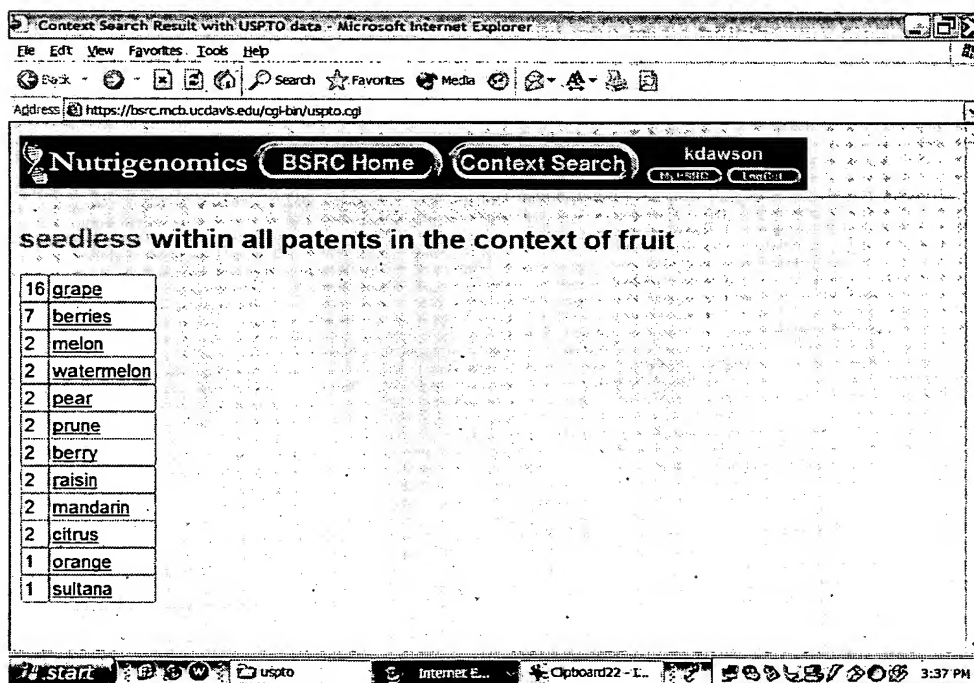 Context Search Result with USPTO data - Microsoft Internet Explorer
File Edit View Favorites Tools Help
Back Search Favorites Media
Address https://bsrc.mcb.ucdavis.edu/cgi-bin/uspto.cgi
Nutrigenomics BSRC Home Context Search kdawson
My BSRC LogOut
seedless within all patents in the context of fruit
16 grape
7 berries
2 melon
2 watermelon
2 pear
2 prune
2 berry
2 raisin
2 mandarin
2 citrus
1 orange
1 sultana
start uspto Internet E... Clipboard22 - I... 3:37 PM